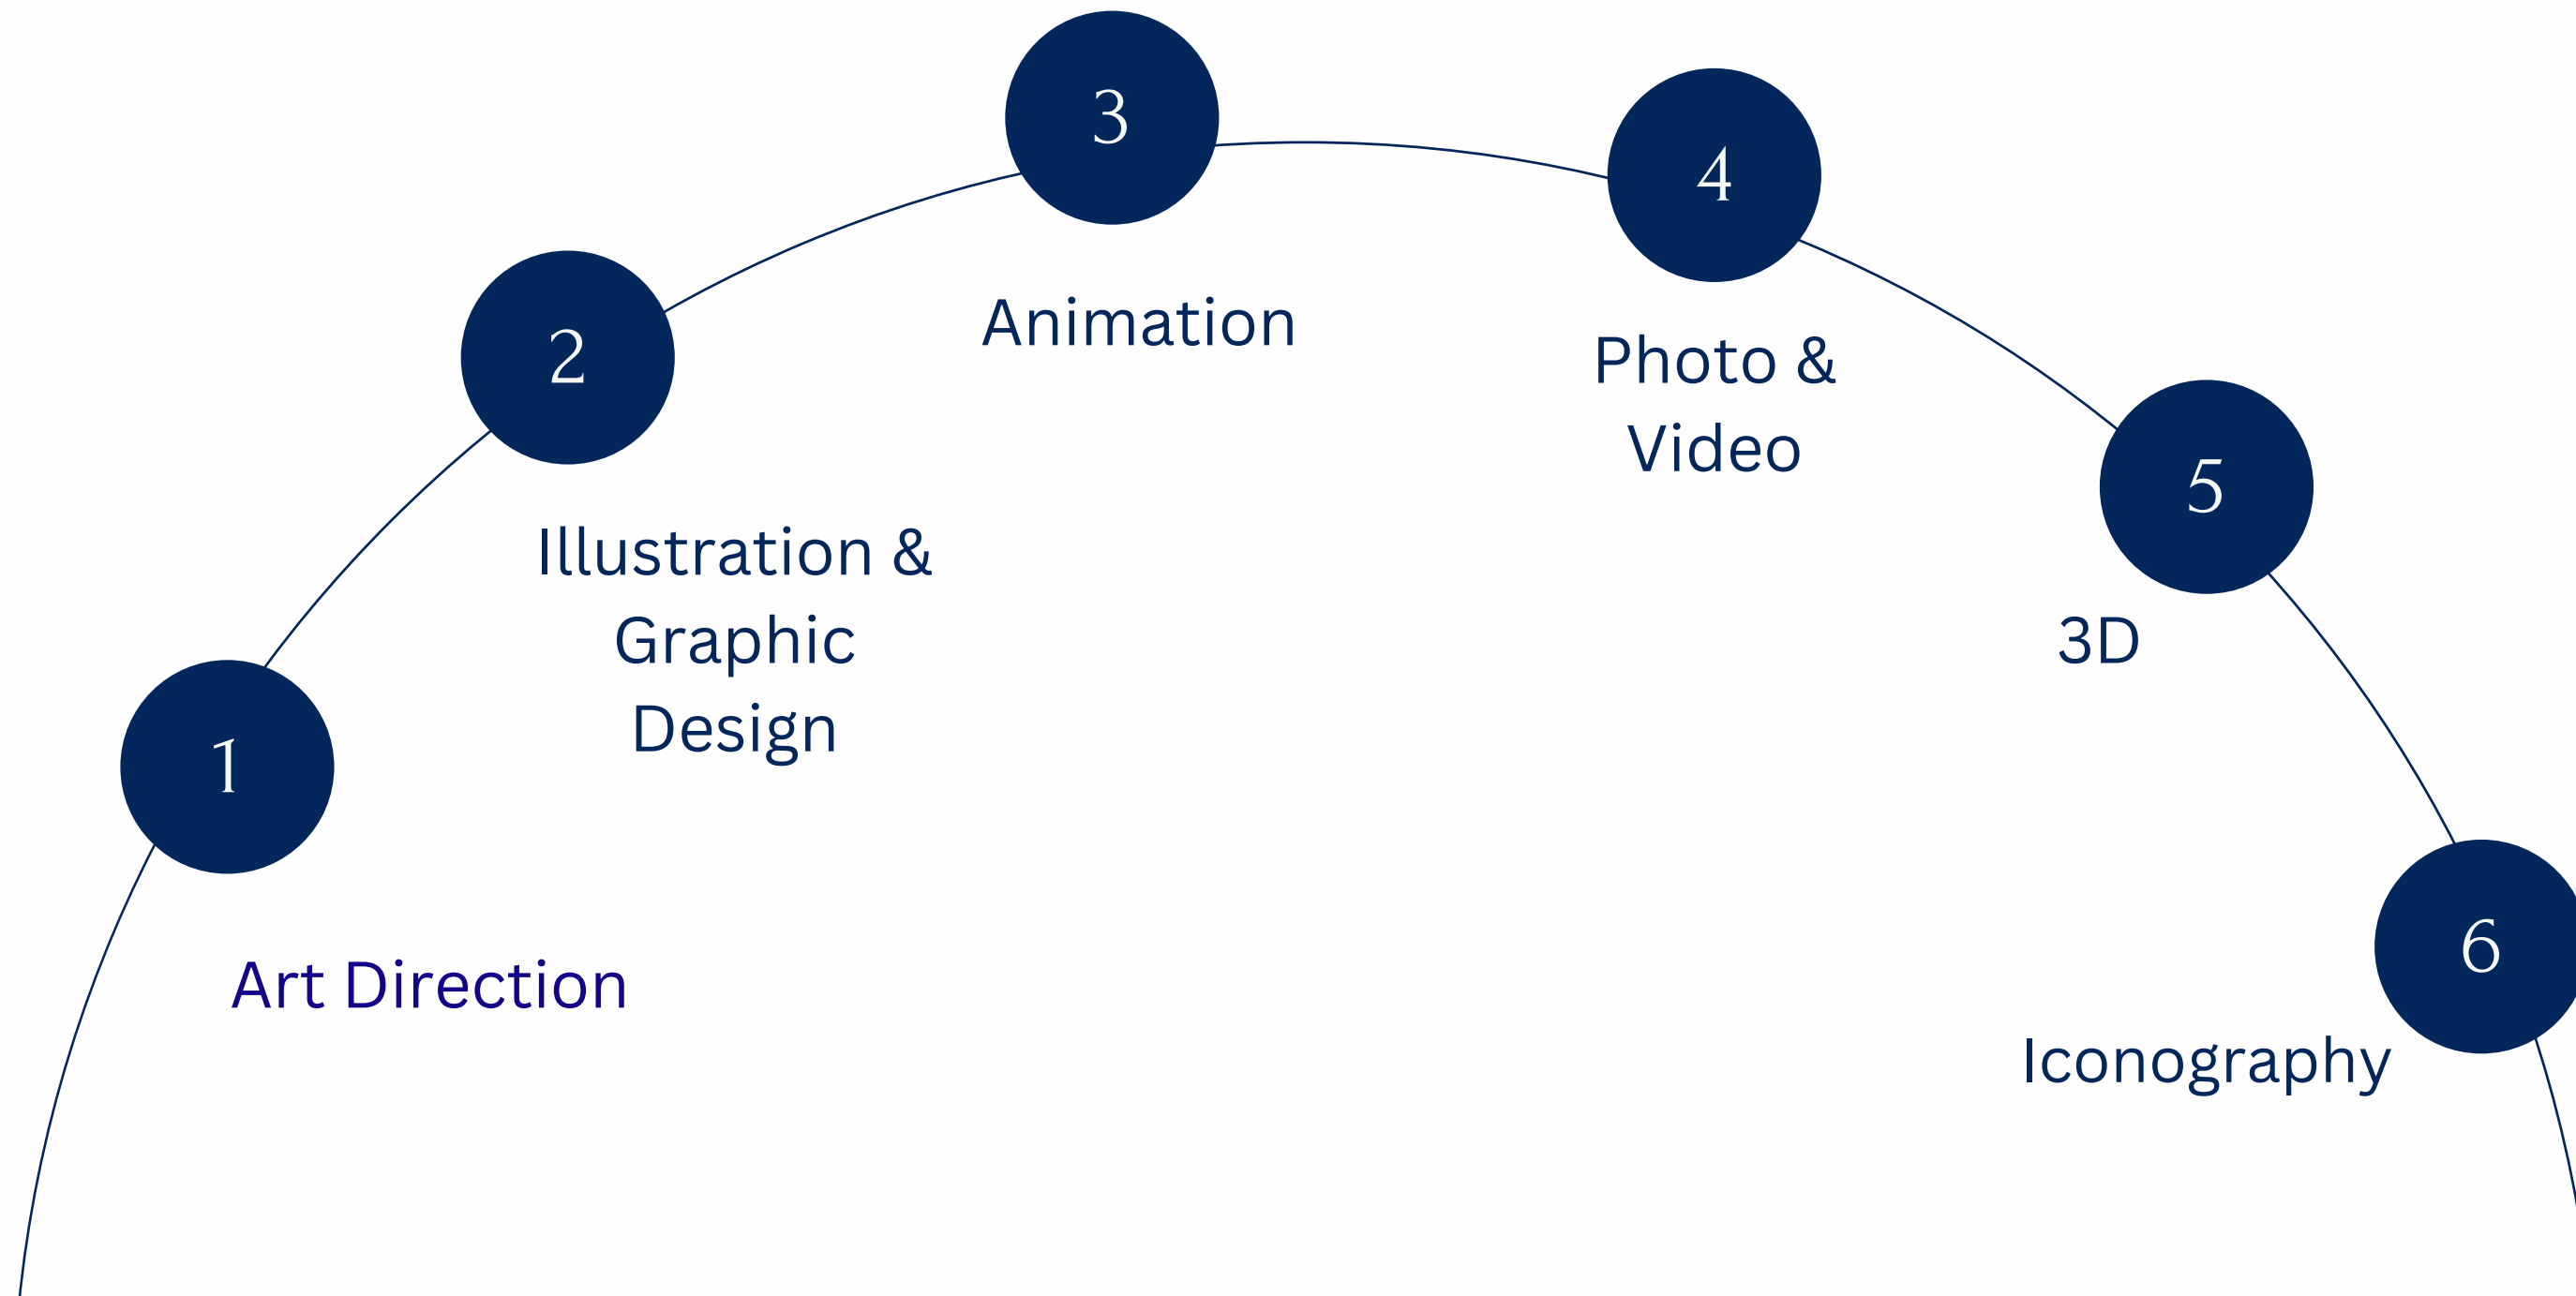 1
Art Direction
2
Illustration &
Graphic
Design
3
Animation
4
Photo &
Video
5
3D
6
Iconography